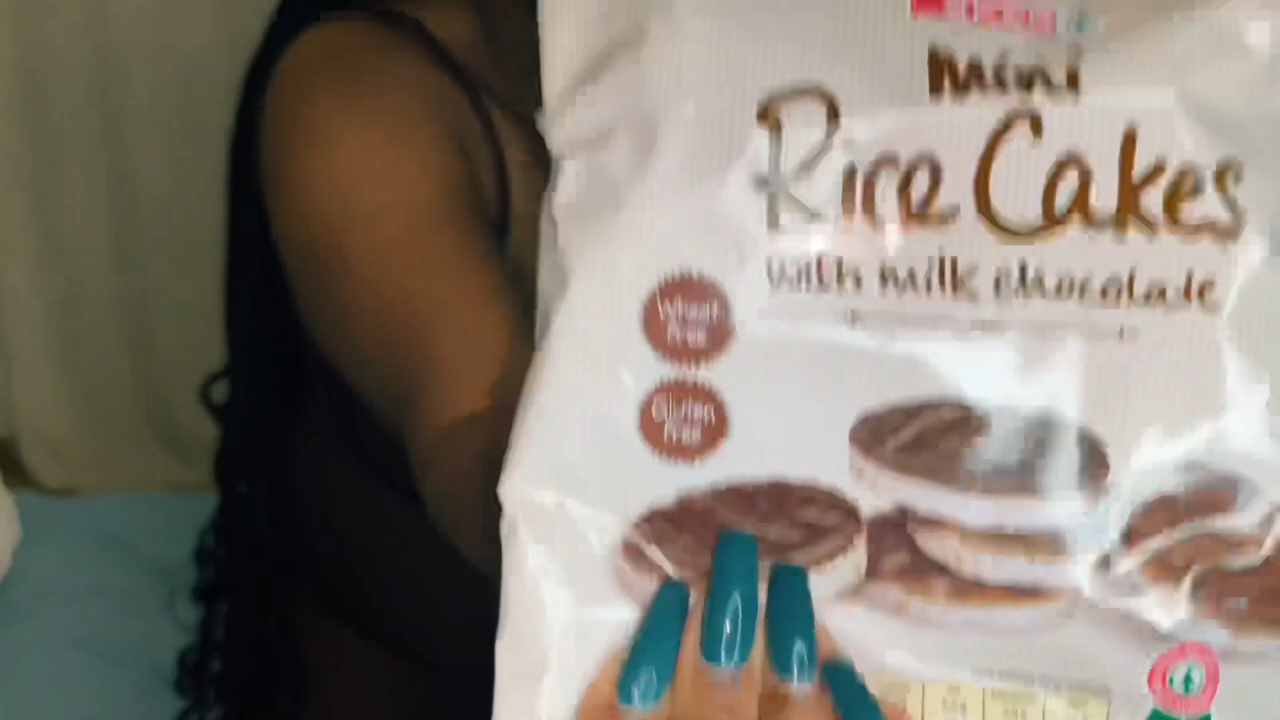 mini
Rice Cakes
with milk chocolate
Wheat
Free
Gluten
Free